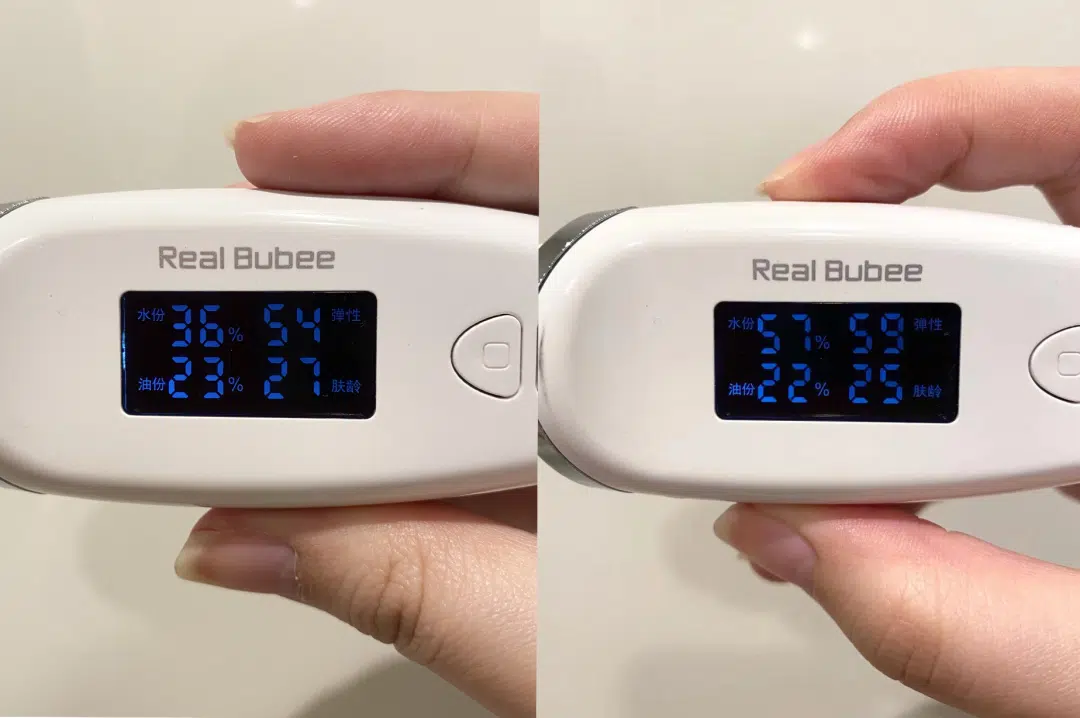 Real Bubee
水份 36% 54 弹性
油份 23% 27 肤龄
Real Bubee
水份 57% 59 弹性
油份 22% 25 肤龄